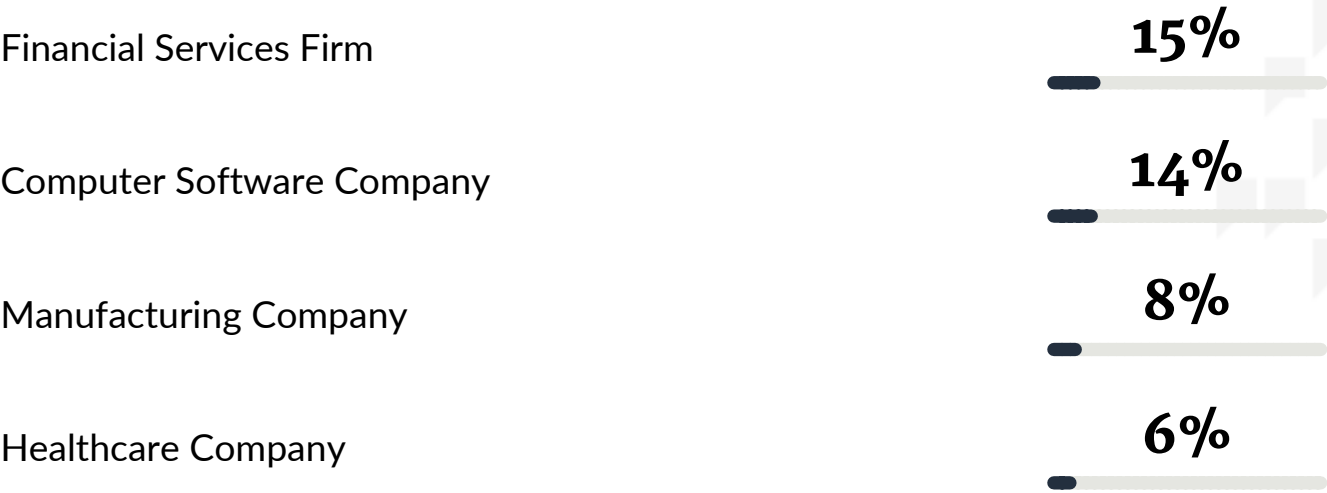 Financial Services Firm 15%
Computer Software Company 14%
Manufacturing Company 8%
Healthcare Company 6%